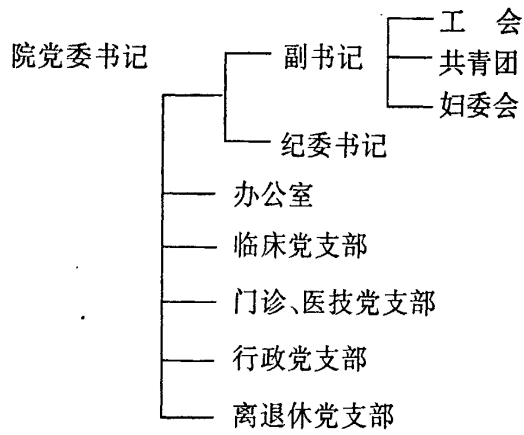 工 会
院党委书记
副书记
共青团
妇委会
纪委书记
办公室
临床党支部
门诊、医技党支部
行政党支部
离退休党支部